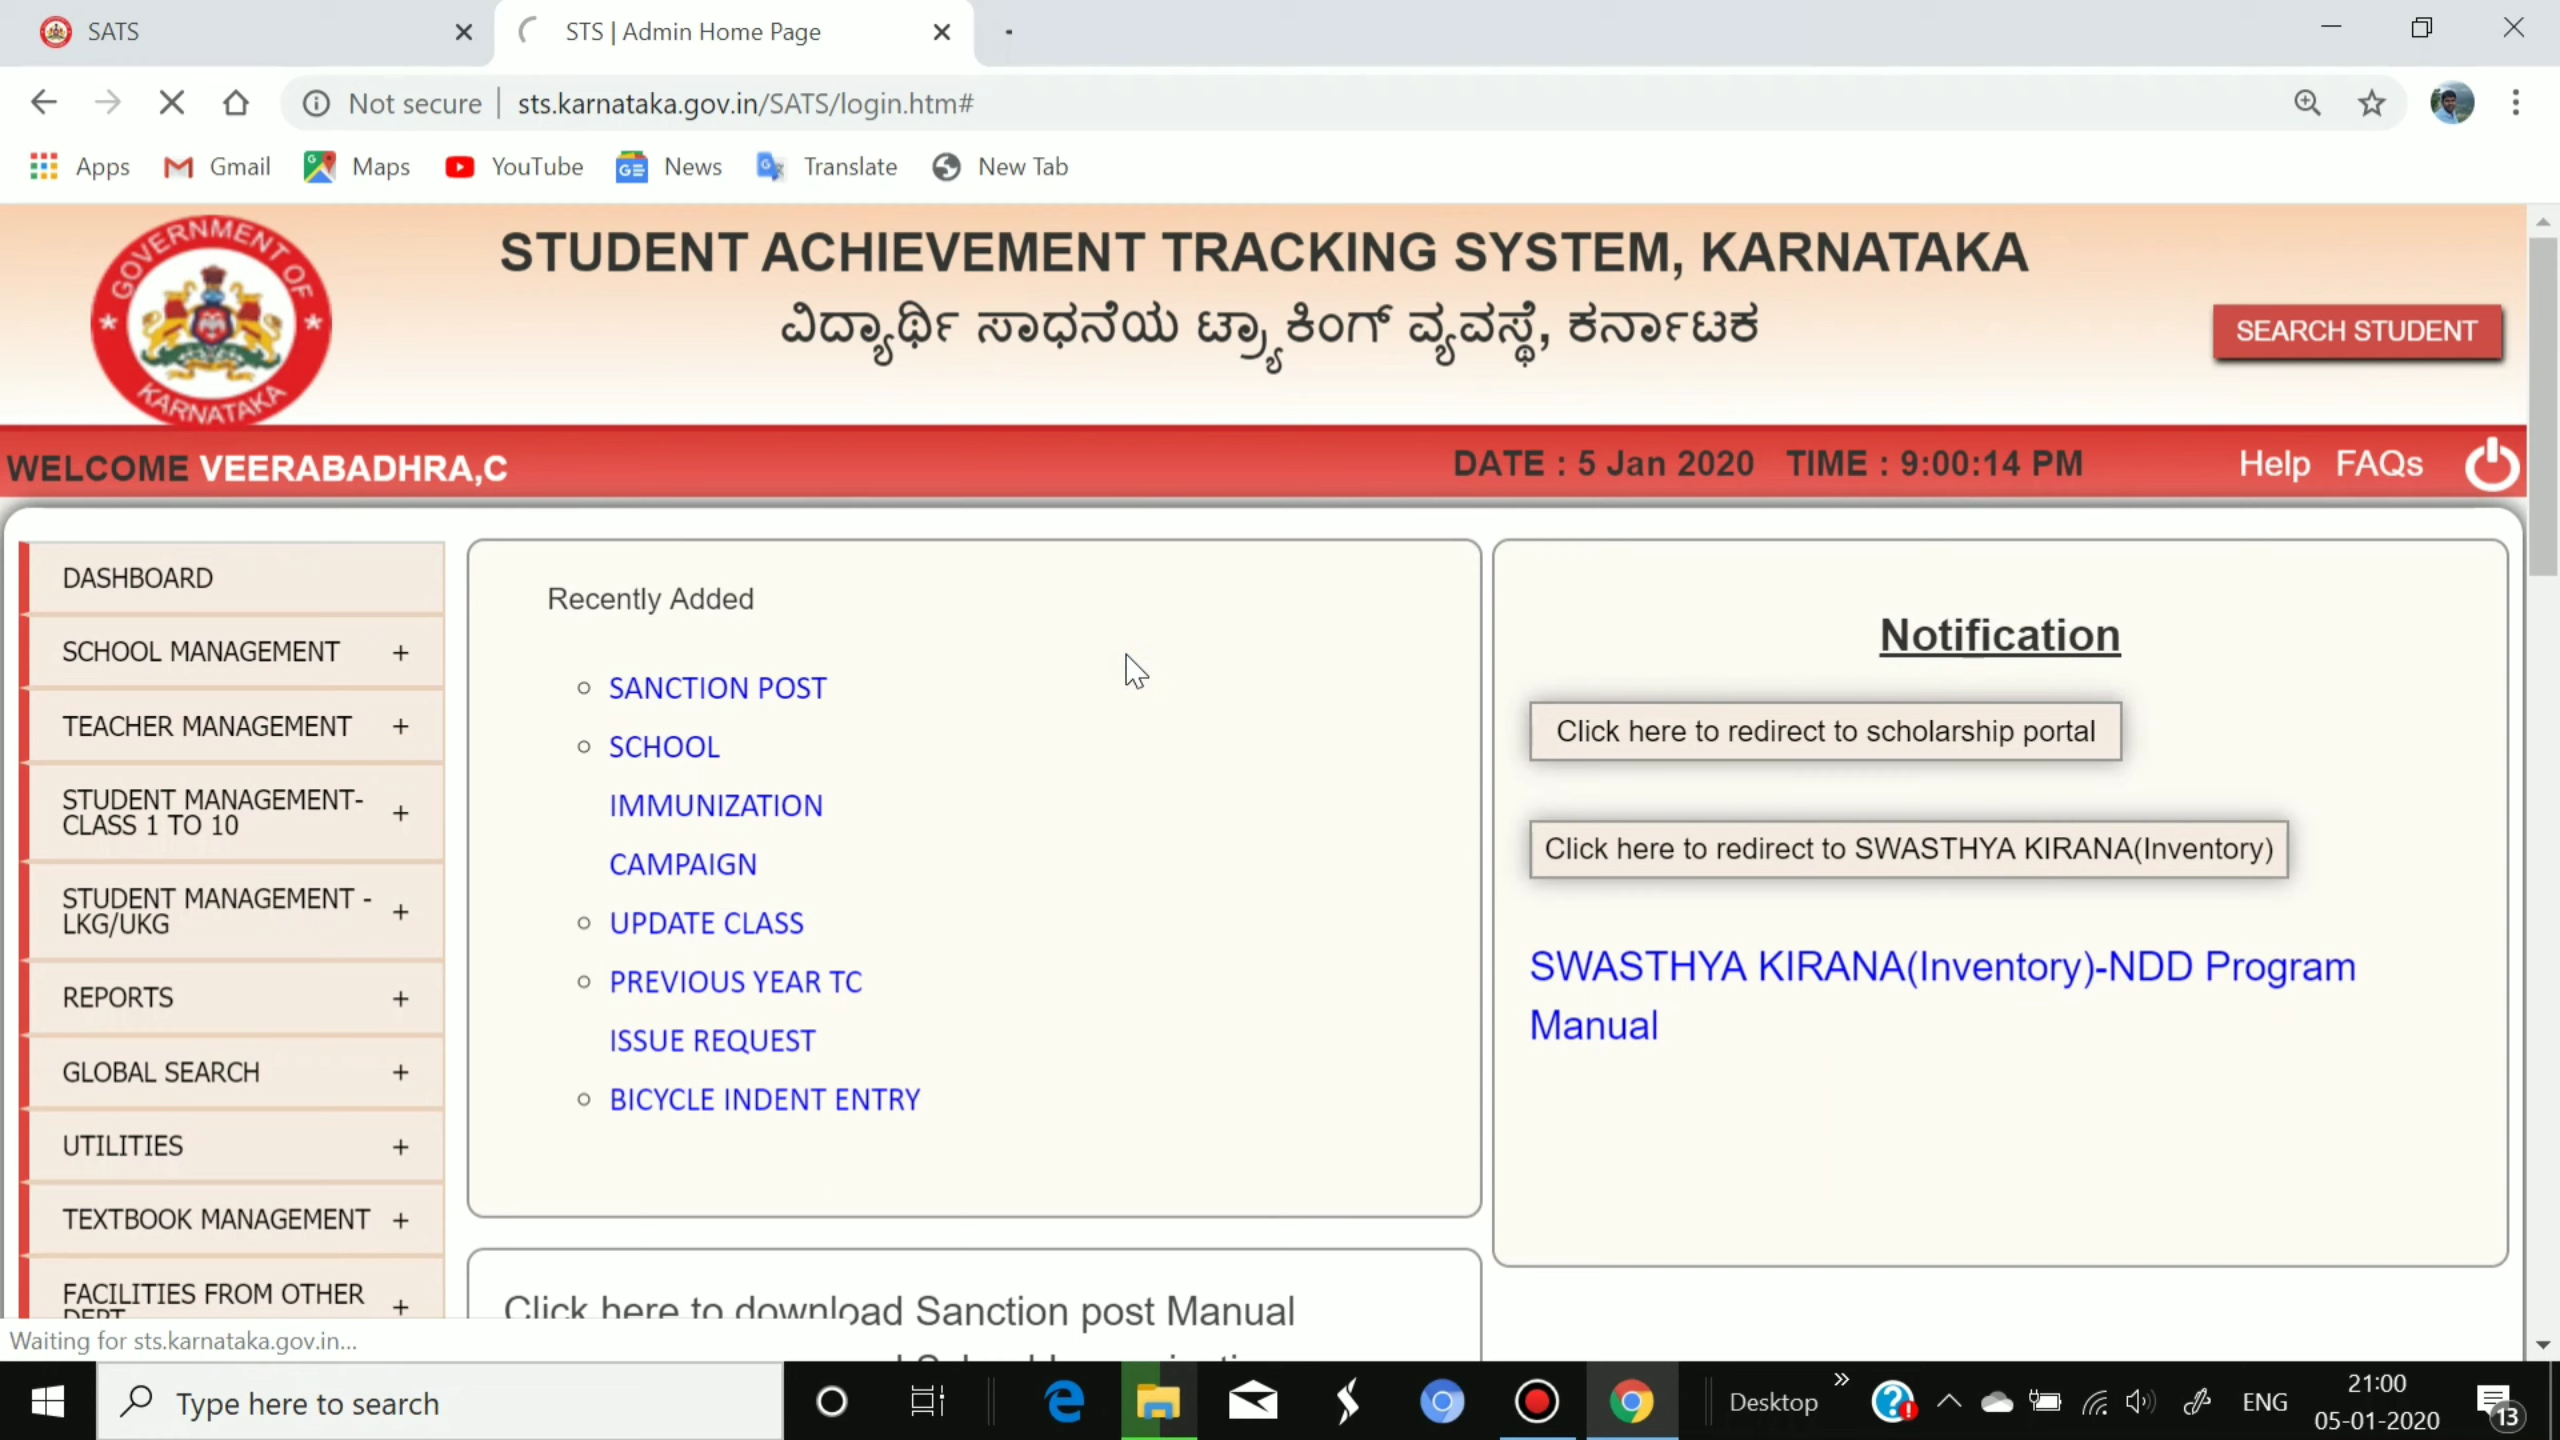 SATS
STS | Admin Home Page
Not secure | sts.karnataka.gov.in/SATS/login.htm#
Apps Gmail Maps YouTube News Translate New Tab
GOVERNMENT OF
KARNATAKA
STUDENT ACHIEVEMENT TRACKING SYSTEM, KARNATAKA
ವಿದ್ಯಾರ್ಥಿ ಸಾಧನೆಯ ಟ್ರ್ಯಾಕಿಂಗ್ ವ್ಯವಸ್ಥೆ, ಕರ್ನಾಟಕ
SEARCH STUDENT
WELCOME VEERABADHRA,C
DATE : 5 Jan 2020 TIME : 9:00:14 PM
Help FAQs
DASHBOARD
SCHOOL MANAGEMENT +
TEACHER MANAGEMENT +
STUDENT MANAGEMENT-
CLASS 1 TO 10 +
STUDENT MANAGEMENT -
LKG/UKG +
REPORTS +
GLOBAL SEARCH +
UTILITIES +
TEXTBOOK MANAGEMENT +
FACILITIES FROM OTHER
DEPT +
Recently Added
SANCTION POST
SCHOOL
IMMUNIZATION
CAMPAIGN
UPDATE CLASS
PREVIOUS YEAR TC
ISSUE REQUEST
BICYCLE INDENT ENTRY
Click here to download Sanction post Manual
Notification
Click here to redirect to scholarship portal
Click here to redirect to SWASTHYA KIRANA(Inventory)
SWASTHYA KIRANA(Inventory)-NDD Program
Manual
Waiting for sts.karnataka.gov.in...
Type here to search
Desktop
ENG
21:00
05-01-2020
13